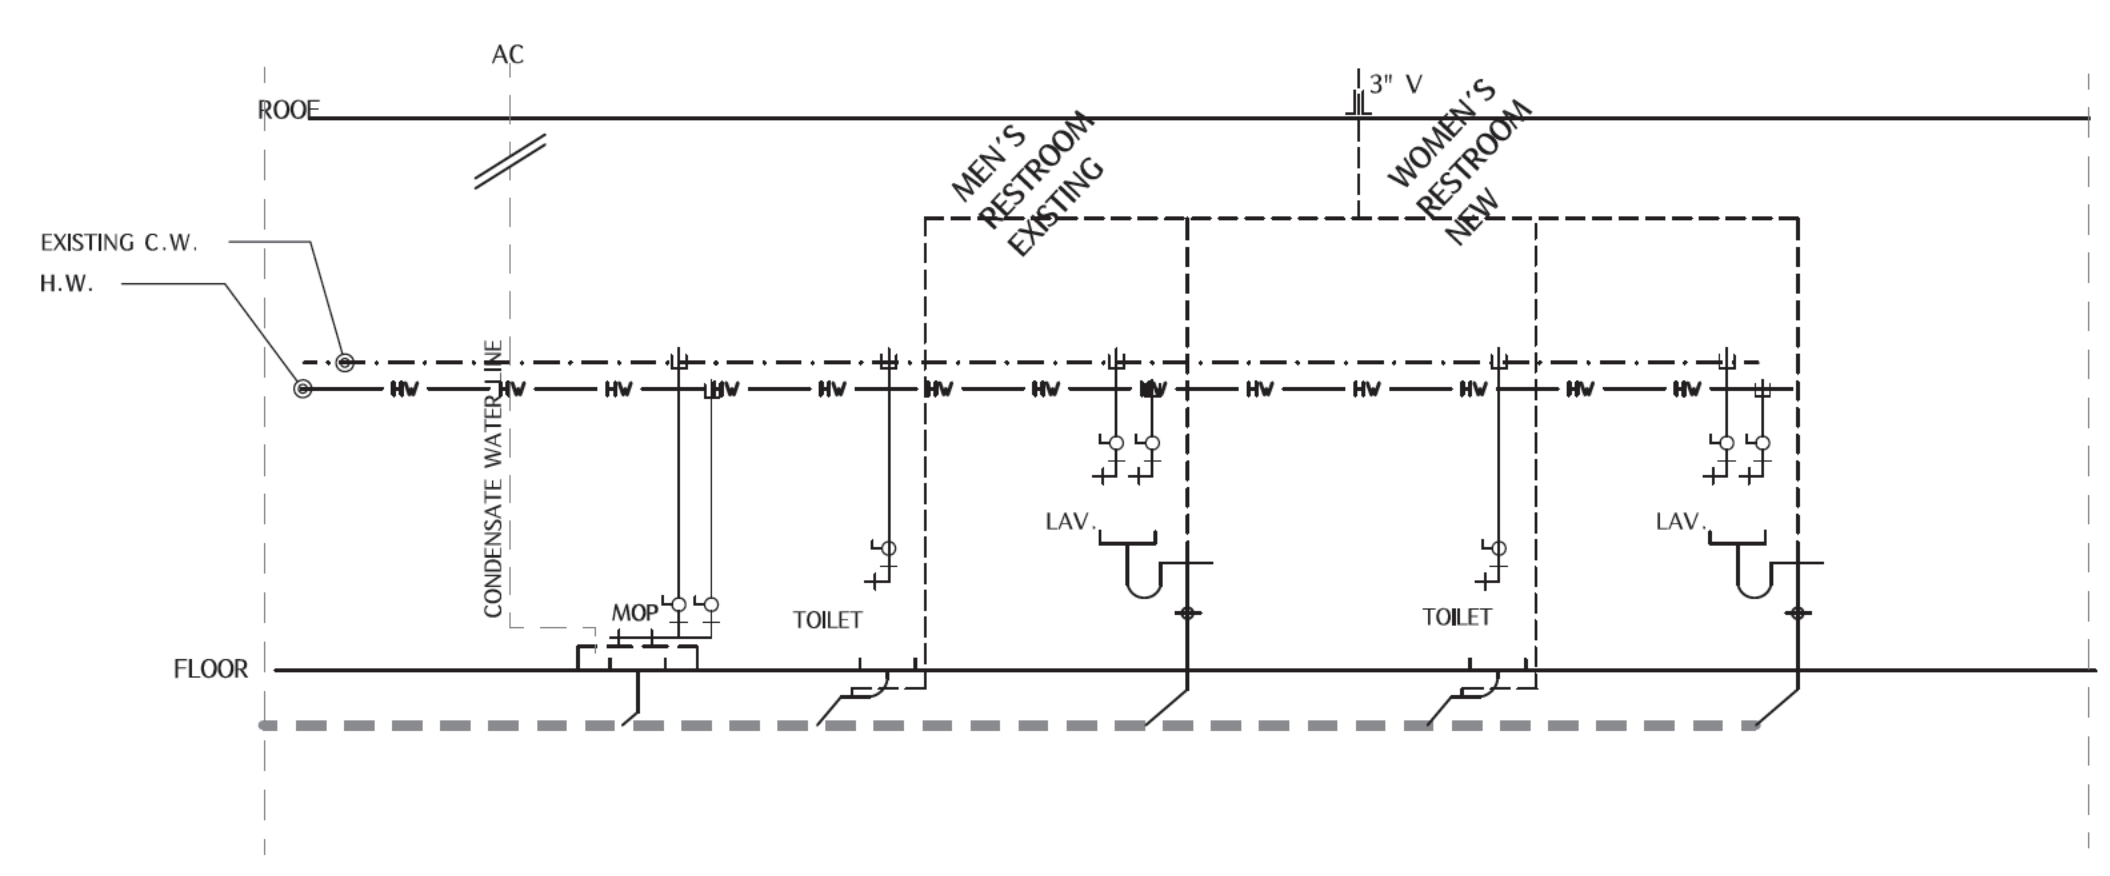 AC
3" V
ROOF
MEN'S
RESTROOM
EXISTING
WOMEN'S
RESTROOM
NEW
EXISTING C.W.
H.W.
HW HW HW HW HW HW HW HW HW HW HW HW HW
CONDENSATE WATER LINE
LAV.
LAV.
MOP
TOILET
TOILET
FLOOR